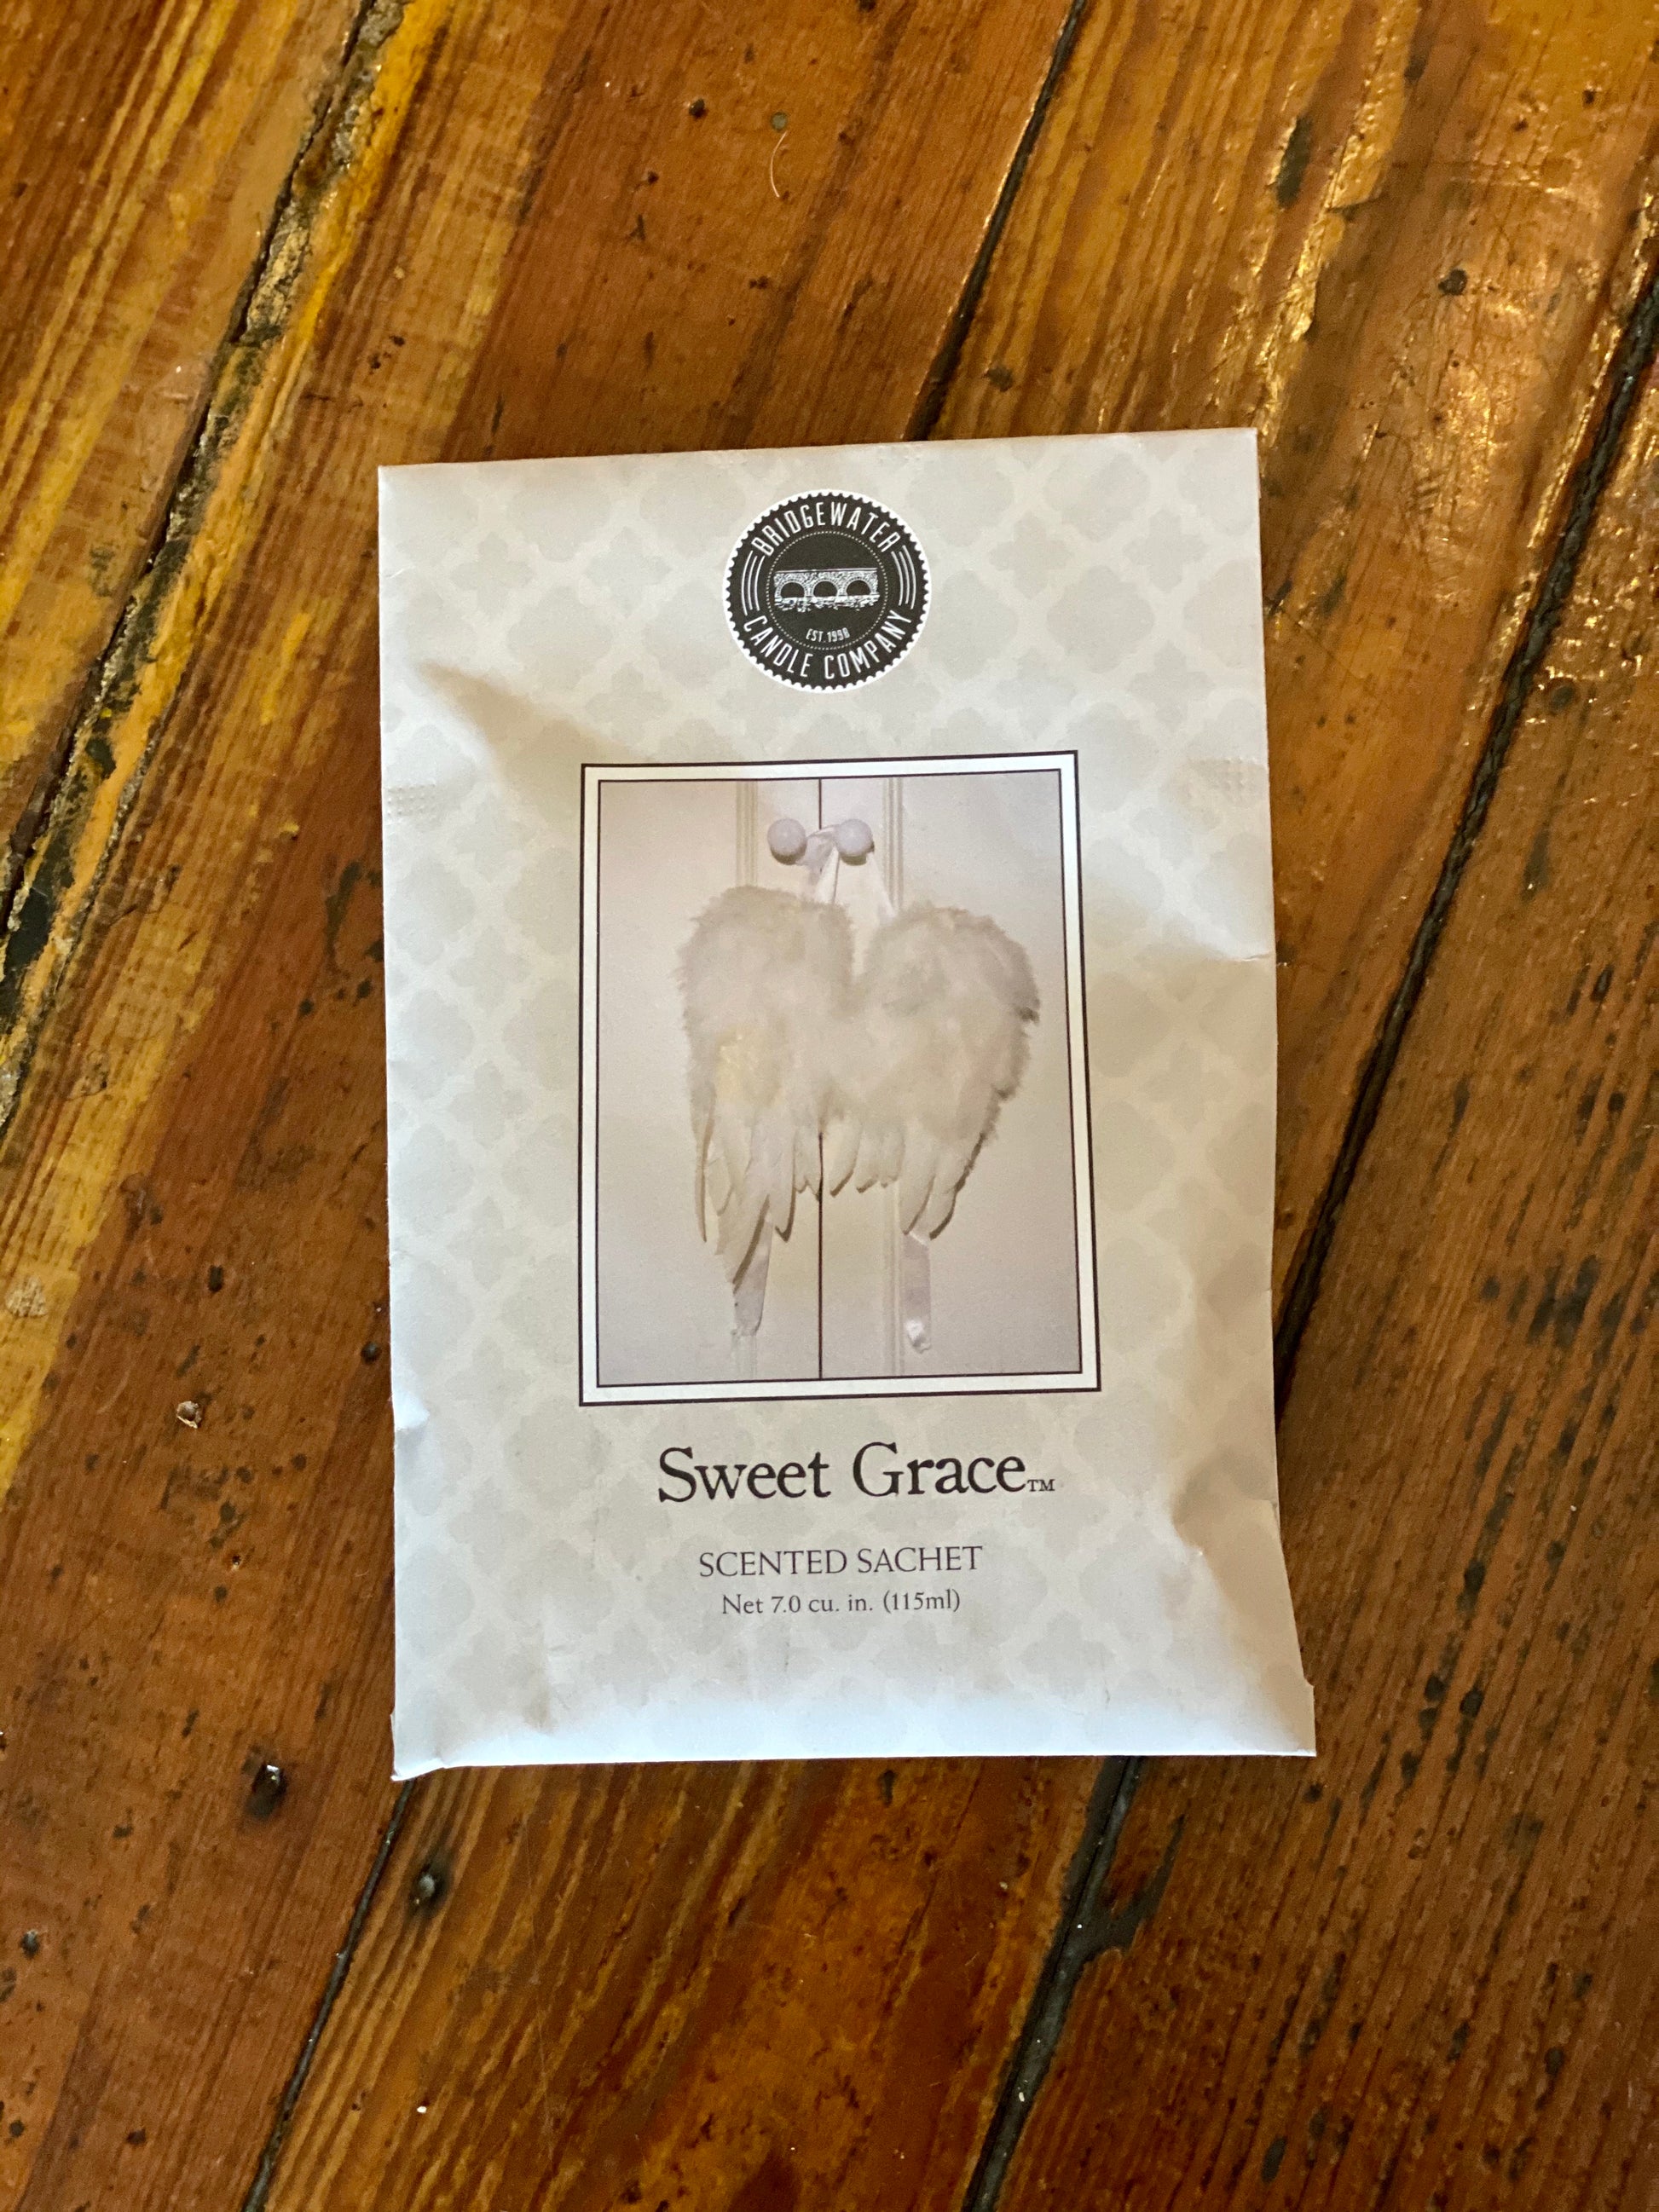 BRIDGEWATER
EST. 1998
CANDLE COMPANY
Sweet Grace™
SCENTED SACHET
Net 7.0 cu. in. (115ml)